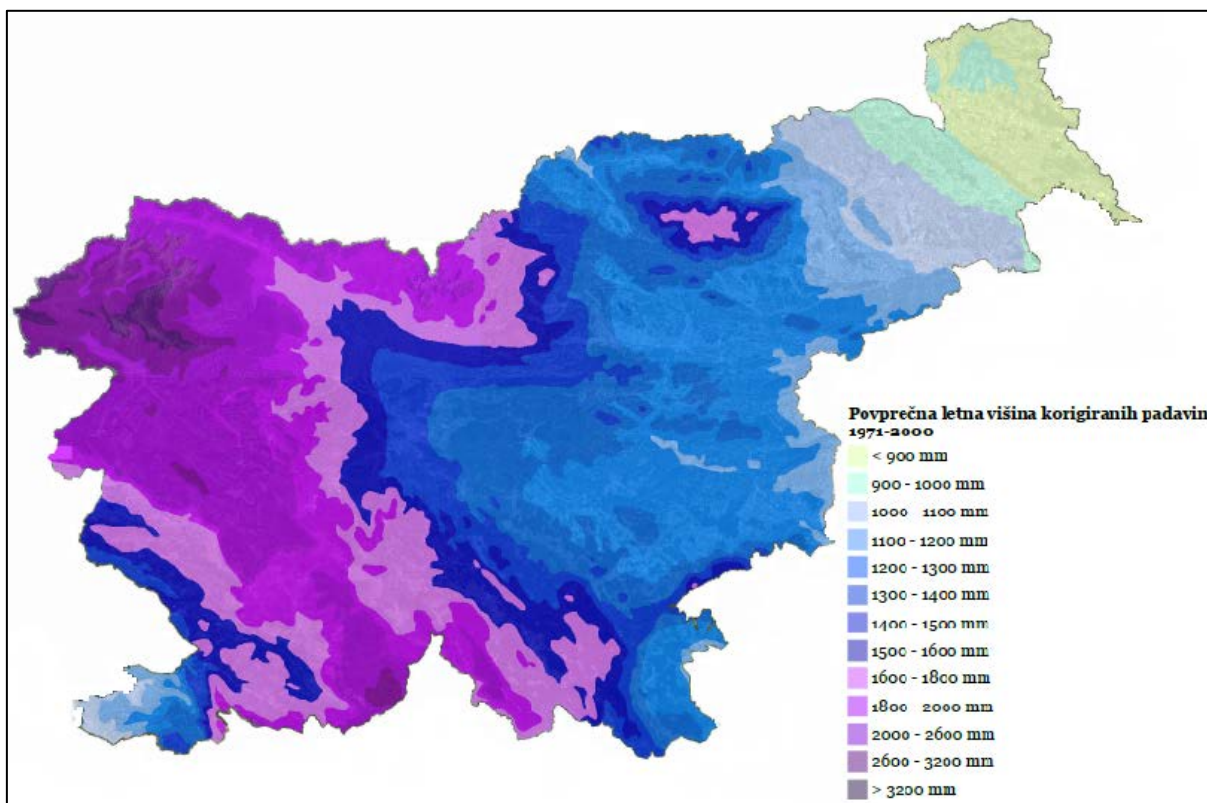 Povprečna letna višina korigiranih padavin
1971-2000
< 900 mm
900 - 1000 mm
1000 - 1100 mm
1100 - 1200 mm
1200 - 1300 mm
1300 - 1400 mm
1400 - 1500 mm
1500 - 1600 mm
1600 - 1800 mm
1800 - 2000 mm
2000 - 2600 mm
2600 - 3200 mm
> 3200 mm